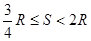 3/4 R ≤ S < 2R